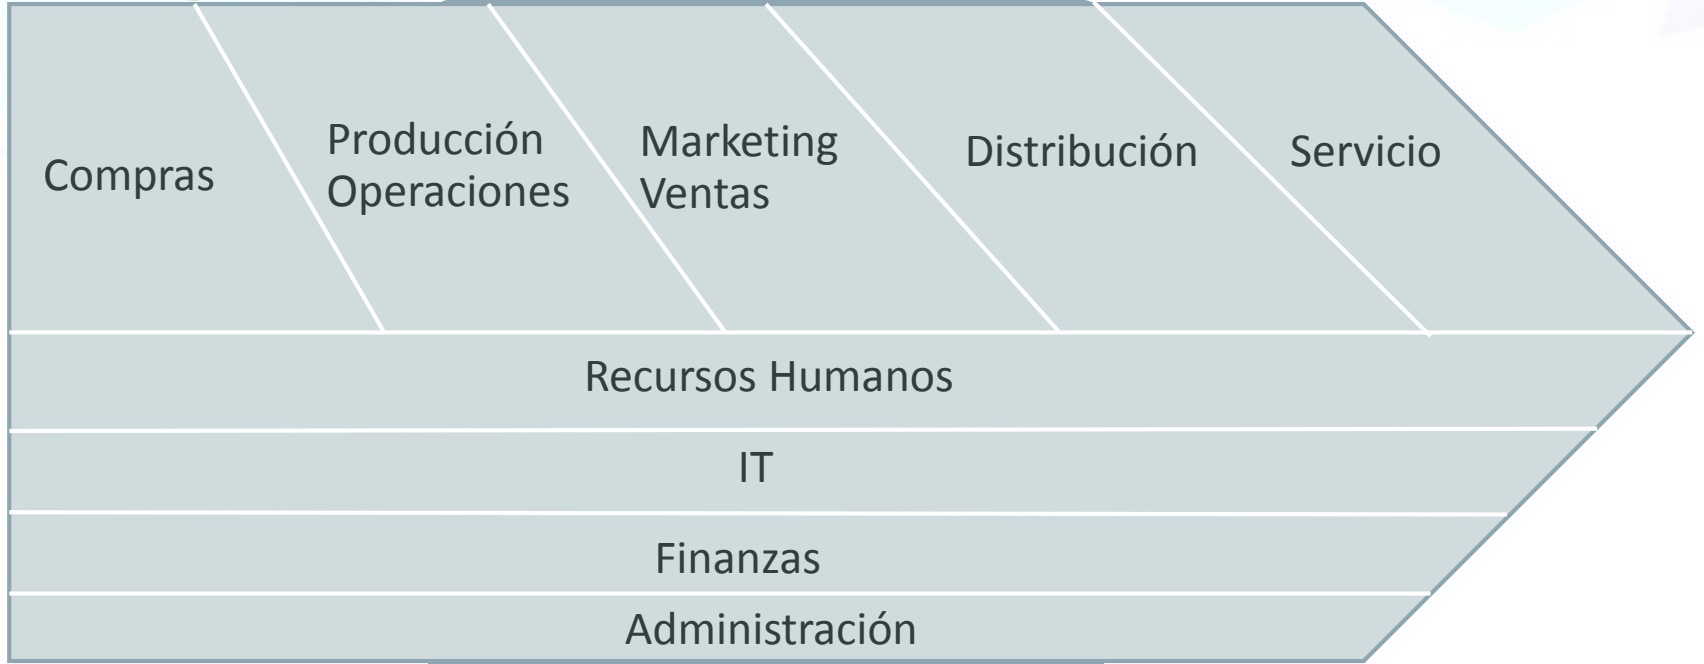 Compras
Producción
Operaciones
Marketing
Ventas
Distribución
Servicio
Recursos Humanos
IT
Finanzas
Administración